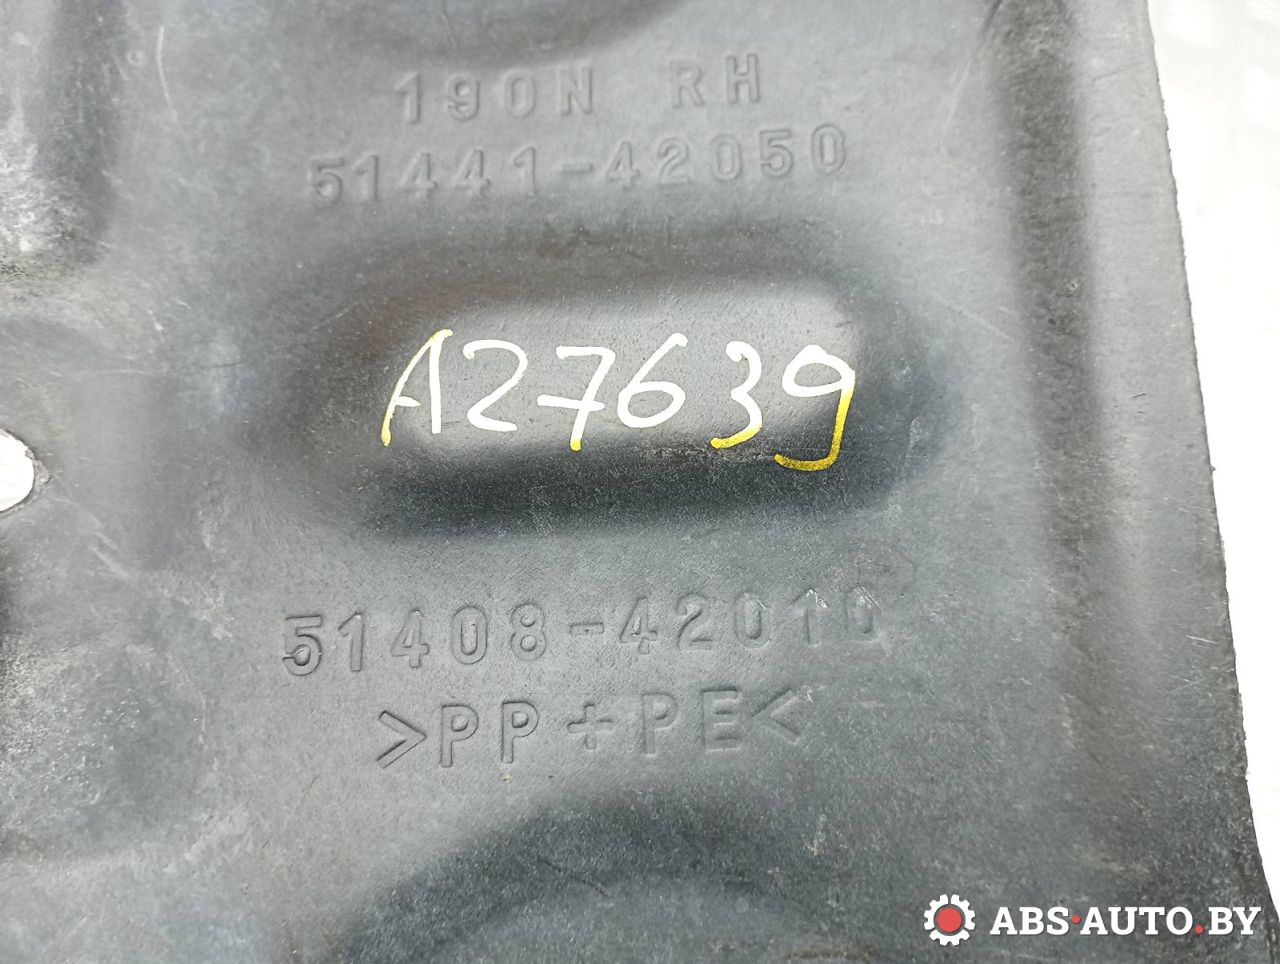 190N RH
51441-42050
A27639
51408-42010
>PP+PE<
ABS·AUTO.BY